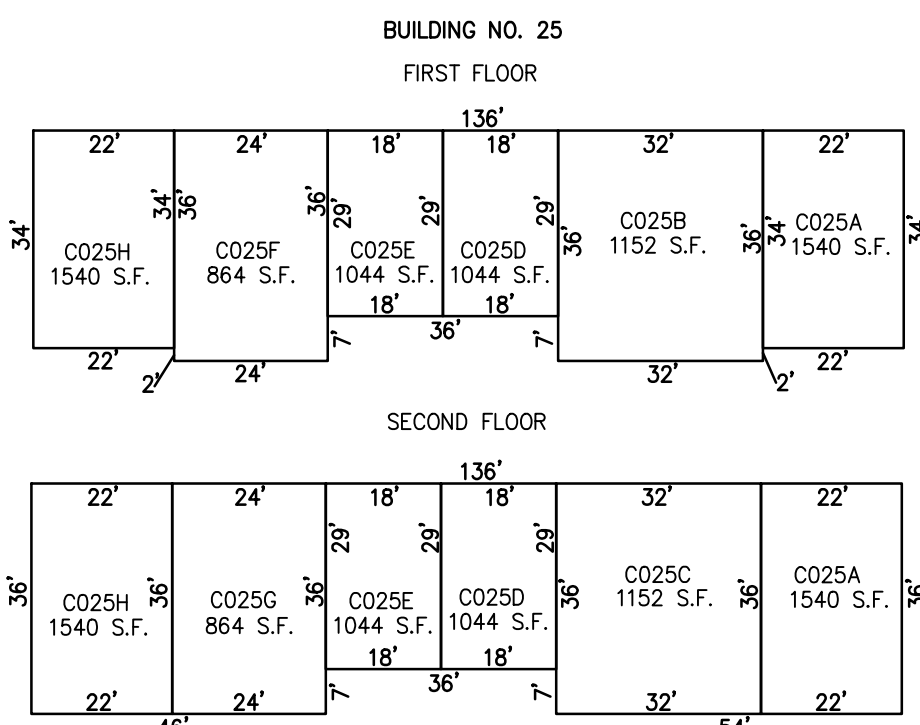 BUILDING NO. 25
FIRST FLOOR
136'
22' 24' 18' 18' 32' 22'
34' 34' 36' 36' 29' 29' 29' 36' 36' 34' 34'
C025H C025F C025E C025D C025B C025A
1540 S.F. 864 S.F. 1044 S.F. 1044 S.F. 1152 S.F. 1540 S.F.
18' 18'
36'
7' 7'
22' 24' 32' 22'
2' 2'
SECOND FLOOR
136'
22' 24' 18' 18' 32' 22'
29' 29' 29'
36' 36' 36' 36' 36' 36'
C025H C025G C025E C025D C025C C025A
1540 S.F. 864 S.F. 1044 S.F. 1044 S.F. 1152 S.F. 1540 S.F.
18' 18'
36'
7' 7'
22' 24' 32' 22'
46' 54'